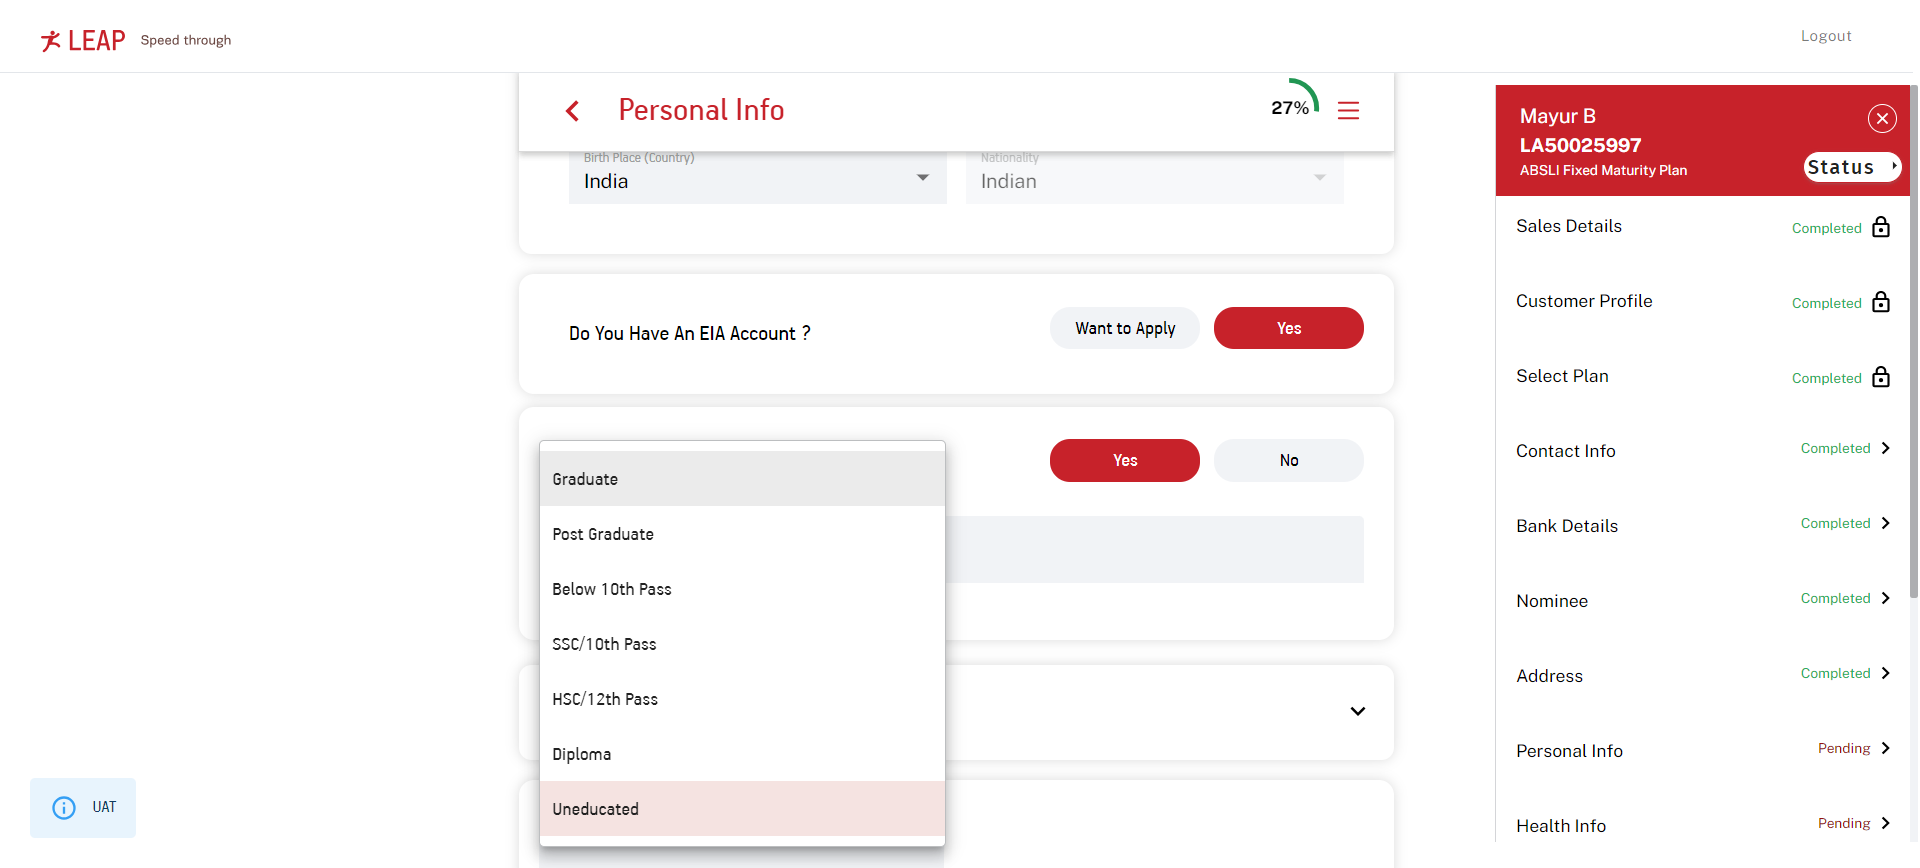 LEAP Speed through
Logout
Personal Info
27%
Birth Place (Country)
India
Nationality
Indian
Do You Have An EIA Account ?
Want to Apply
Yes
Yes
No
Graduate
Post Graduate
Below 10th Pass
SSC/10th Pass
HSC/12th Pass
Diploma
Uneducated
UAT
Mayur B
LA50025997
ABSLI Fixed Maturity Plan
Status
Sales Details Completed
Customer Profile Completed
Select Plan Completed
Contact Info Completed
Bank Details Completed
Nominee Completed
Address Completed
Personal Info Pending
Health Info Pending